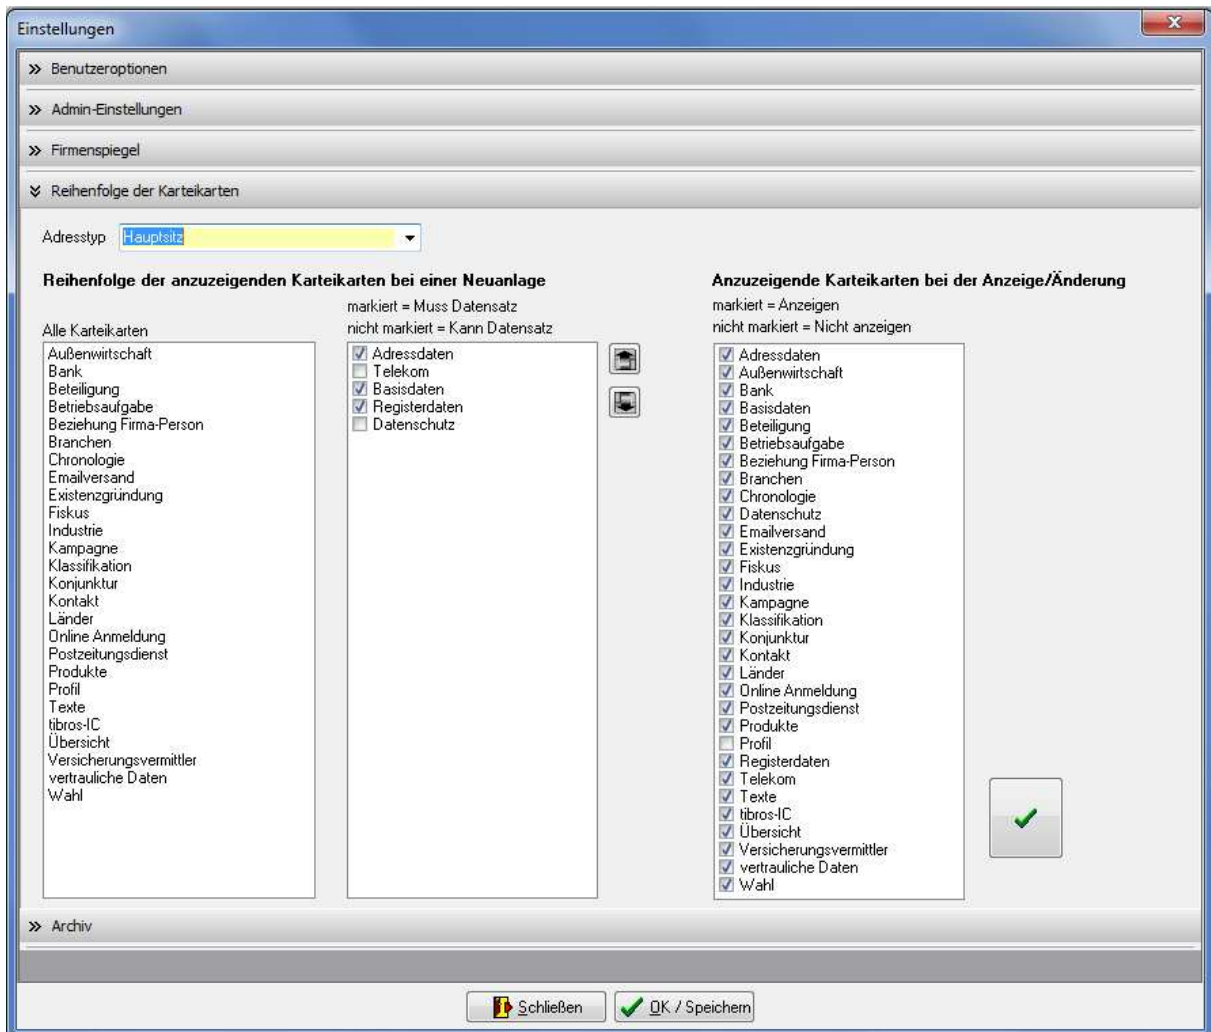 Einstellungen
Benutzeroptionen
Admin-Einstellungen
Firmenspiegel
Reihenfolge der Karteikarten
Adresstyp Hauptsitz
Reihenfolge der anzuzeigenden Karteikarten bei einer Neuanlage
Alle Karteikarten
Außenwirtschaft
Bank
Beteiligung
Betriebsaufgabe
Beziehung Firma-Person
Branchen
Chronologie
Emailversand
Existenzgründung
Fiskus
Industrie
Kampagne
Klassifikation
Konjunktur
Kontakt
Länder
Online Anmeldung
Postzeitungsdienst
Produkte
Profil
Texte
tibros-IC
Übersicht
Versicherungsvermittler
vertrauliche Daten
Wahl
markiert = Muss Datensatz
nicht markiert = Kann Datensatz
Adressdaten
Telekom
Basisdaten
Registerdaten
Datenschutz
Anzuzeigende Karteikarten bei der Anzeige/Änderung
markiert = Anzeigen
nicht markiert = Nicht anzeigen
Adressdaten
Außenwirtschaft
Bank
Basisdaten
Beteiligung
Betriebsaufgabe
Beziehung Firma-Person
Branchen
Chronologie
Datenschutz
Emailversand
Existenzgründung
Fiskus
Industrie
Kampagne
Klassifikation
Konjunktur
Kontakt
Länder
Online Anmeldung
Postzeitungsdienst
Produkte
Profil
Registerdaten
Telekom
Texte
tibros-IC
Übersicht
Versicherungsvermittler
vertrauliche Daten
Wahl
Archiv
Schließen
OK / Speichern